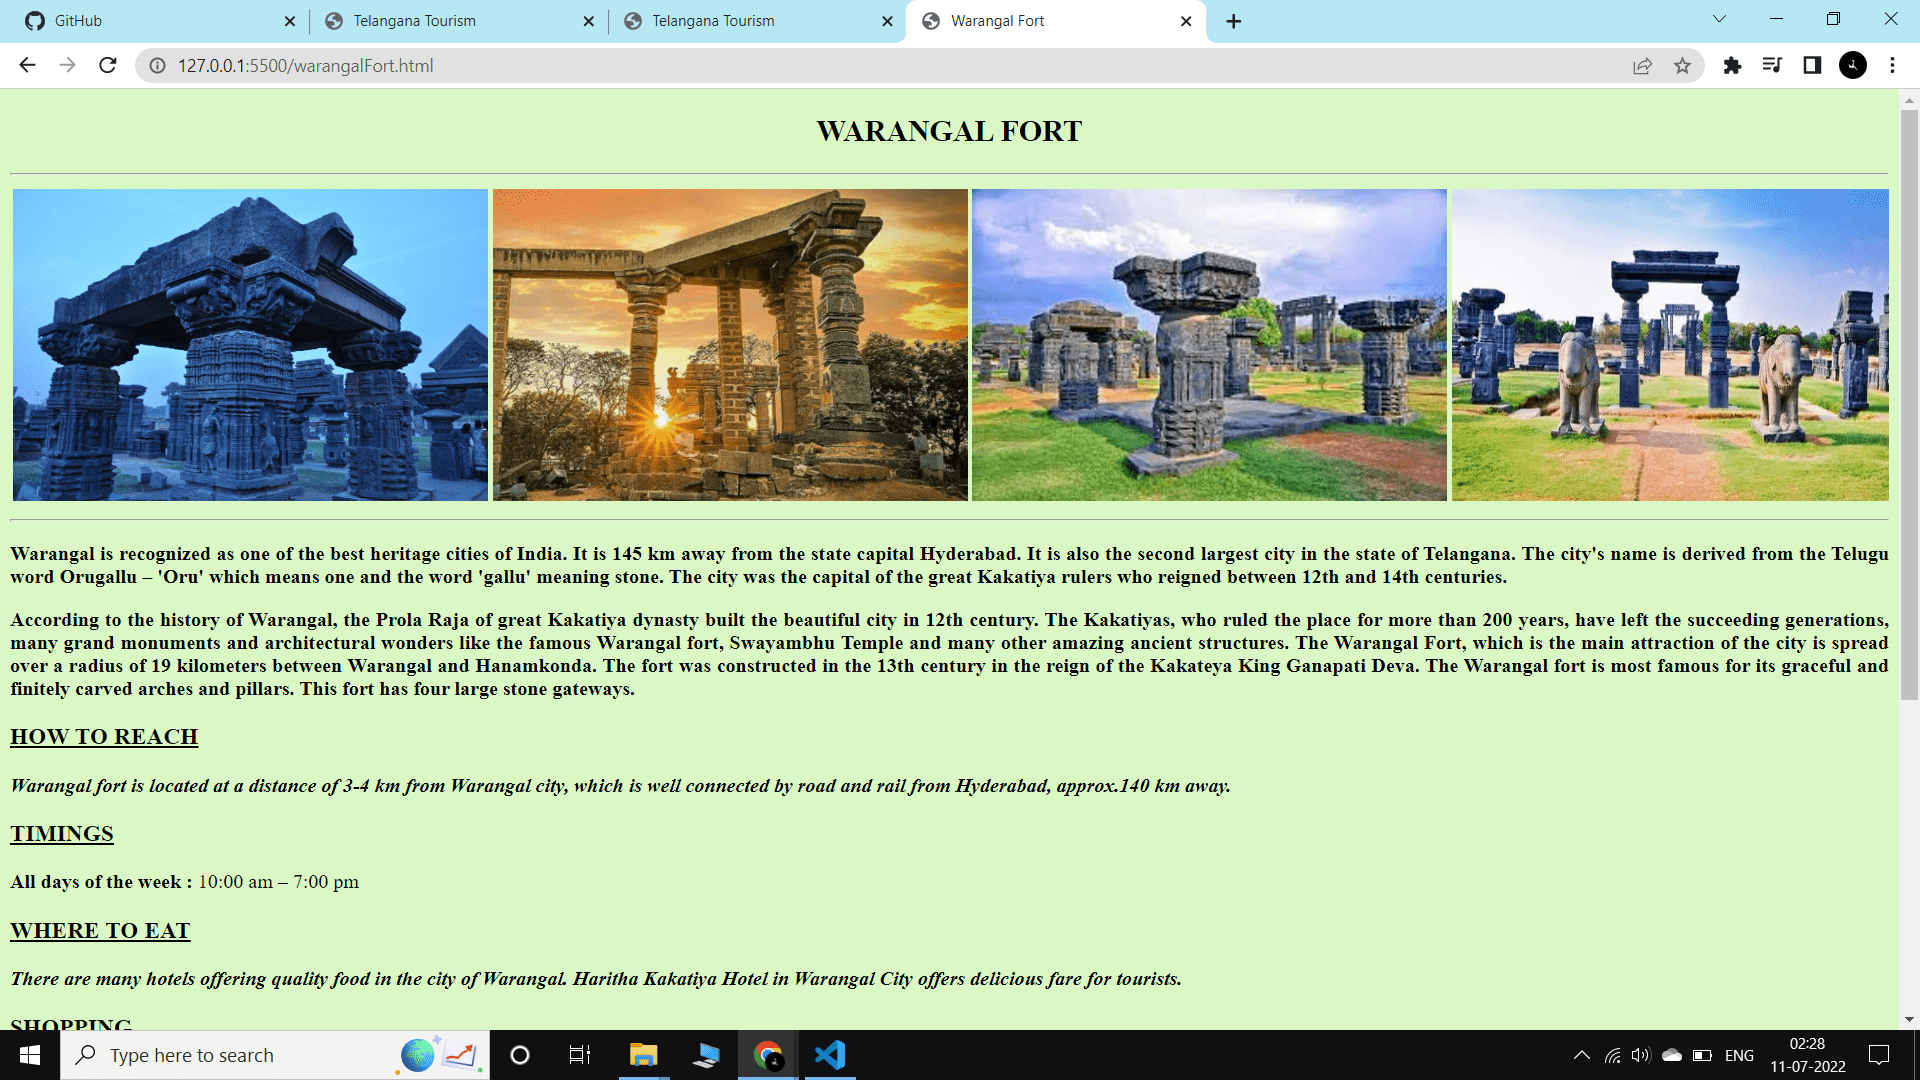 GitHub
Telangana Tourism
Telangana Tourism
Warangal Fort
127.0.0.1:5500/warangalFort.html
WARANGAL FORT
Warangal is recognized as one of the best heritage cities of India. It is 145 km away from the state capital Hyderabad. It is also the second largest city in the state of Telangana. The city's name is derived from the Telugu
word Orugallu – 'Oru' which means one and the word 'gallu' meaning stone. The city was the capital of the great Kakatiya rulers who reigned between 12th and 14th centuries.
According to the history of Warangal, the Prola Raja of great Kakatiya dynasty built the beautiful city in 12th century. The Kakatiyas, who ruled the place for more than 200 years, have left the succeeding generations,
many grand monuments and architectural wonders like the famous Warangal fort, Swayambhu Temple and many other amazing ancient structures. The Warangal Fort, which is the main attraction of the city is spread
over a radius of 19 kilometers between Warangal and Hanamkonda. The fort was constructed in the 13th century in the reign of the Kakateya King Ganapati Deva. The Warangal fort is most famous for its graceful and
finitely carved arches and pillars. This fort has four large stone gateways.
HOW TO REACH
Warangal fort is located at a distance of 3-4 km from Warangal city, which is well connected by road and rail from Hyderabad, approx.140 km away.
TIMINGS
All days of the week : 10:00 am – 7:00 pm
WHERE TO EAT
There are many hotels offering quality food in the city of Warangal. Haritha Kakatiya Hotel in Warangal City offers delicious fare for tourists.
SHOPPING
Type here to search
ENG
02:28
11-07-2022